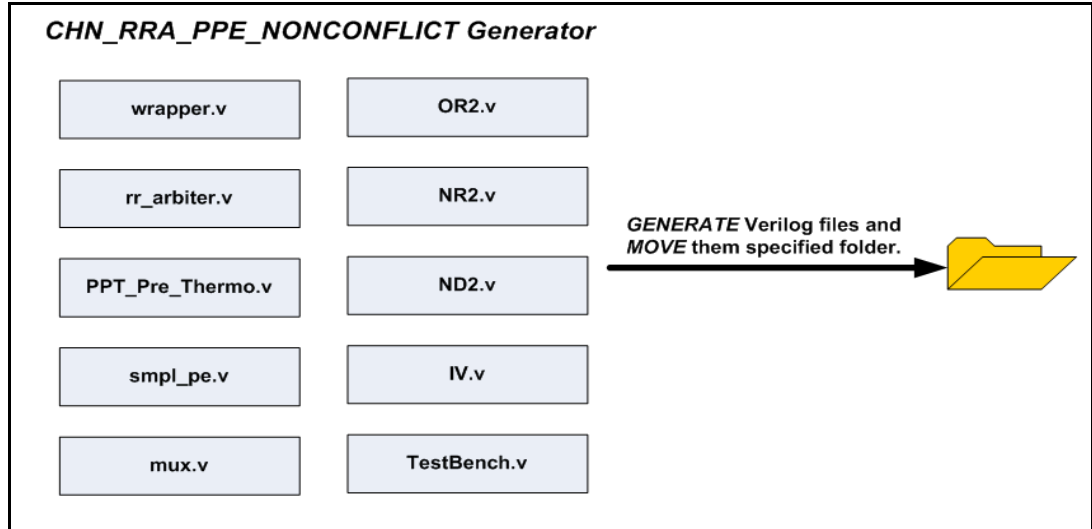 CHN_RRA_PPE_NONCONFLICT Generator
wrapper.v
OR2.v
rr_arbiter.v
NR2.v
PPT_Pre_Thermo.v
ND2.v
smpl_pe.v
IV.v
mux.v
TestBench.v
GENERATE Verilog files and
MOVE them specified folder.